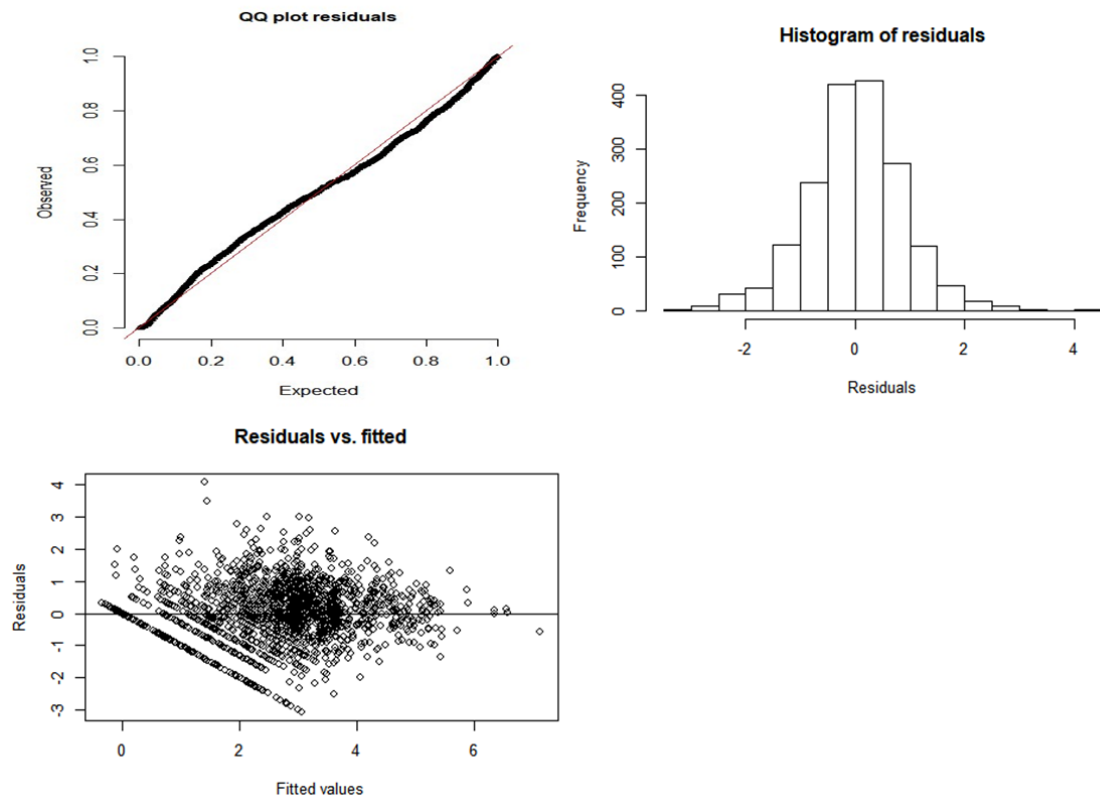 QQ plot residuals
1.0
0.8
0.6
0.4
0.2
0.0
Observed
0.0 0.2 0.4 0.6 0.8 1.0
Expected
Histogram of residuals
400
300
200
100
0
Frequency
-2 0 2 4
Residuals
Residuals vs. fitted
4
3
2
1
0
-1
-2
-3
Residuals
0 2 4 6
Fitted values